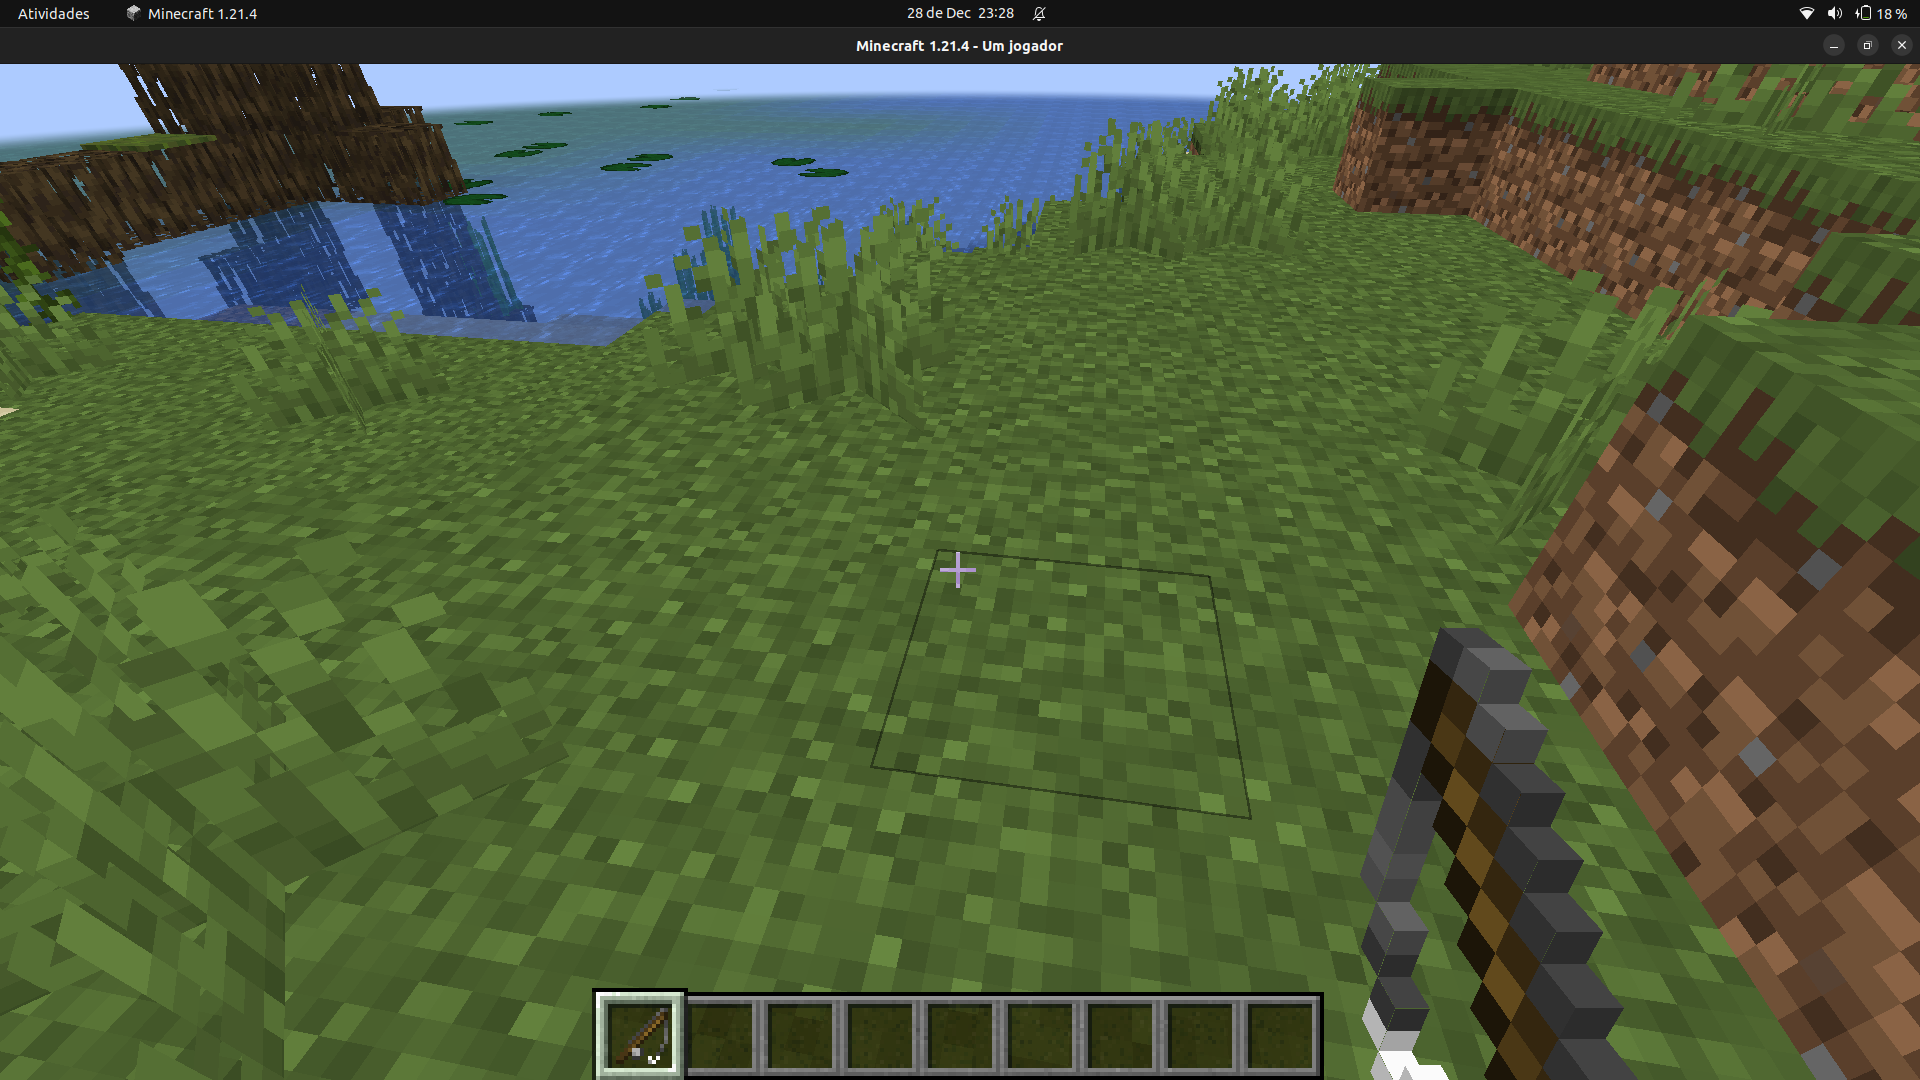 Atividades Minecraft 1.21.4 28 de Dec 23:28 18 %
Minecraft 1.21.4 - Um jogador